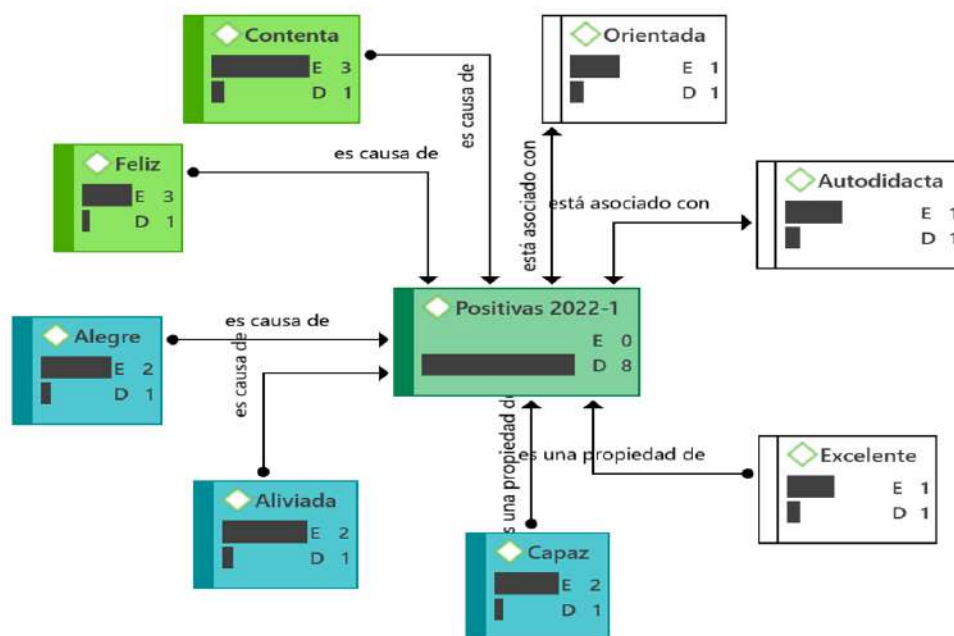 Contenta
E 3
D 1
Orientada
E 1
D 1
es causa de
es causa de
Feliz
E 3
D 1
está asociado con
está asociado con
Autodidacta
E 1
D 1
Positivas 2022-1
E 0
D 8
es causa de
Alegre
E 2
D 1
es causa de
es una propiedad de
es una propiedad de
Excelente
E 1
D 1
Aliviada
E 2
D 1
Capaz
E 2
D 1